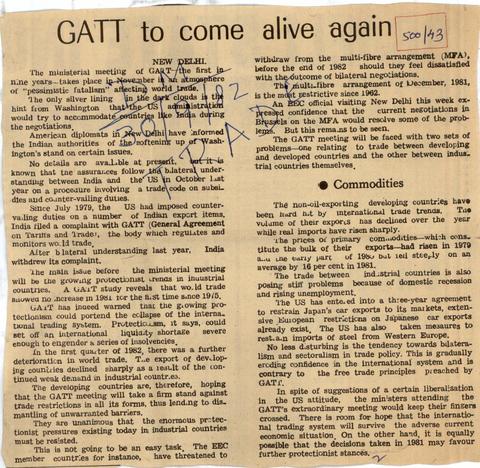 GATT to come alive again
500/43
NEW DELHI.
The ministerial meeting of GATT the first in
nine years—takes place in November in an atmosphere
of "pessimistic fatalism" affecting world trade.
The only silver lining in the dark clouds is the
hint from Washington that the US administration
would try to accommodate countries like India during
the negotiations.
American diplomats in New Delhi have informed
the Indian authorities of the softening up of Wash-
ington's stand on certain issues.
No details are available at present but it is
known that the assurances follow the bilateral under-
standing between India and the US in October last
year on a procedure involving a trade code on subsi-
dies and counter-vailing duties.
Since July 1979, the US had imposed counter-
vailing duties on a number of Indian export items.
India filed a complaint with GATT (General Agreement
on Tariffs and Trade), the body which regulates and
monitors world trade.
After a bilateral understanding last year, India
withdrew its complaint.
The main issue before the ministerial meeting
will be the growing protectionist trends in industrial
countries. A GATT study reveals that world trade
showed no increase in 1981 for the first time since 1975.
GATT has indeed warned that the growing pro-
tectionism could portend the collapse of the interna-
tional trading system. Protectionism, it says, could
set off an international liquidity shortage severe
enough to engender a series of insolvencies.
In the first quarter of 1982, there was a further
deterioration in world trade. The export of develop-
ing countries declined sharply as a result of the con-
tinued weak demand in industrial countries.
The developing countries are, therefore, hoping
that the GATT meeting will take a firm stand against
trade restrictions in all its forms, thus lending to dis-
mantling of unwarranted barriers.
They are unanimous that the enormous protec-
tionist pressures existing today in industrial countries
must be resisted.
This is not going to be an easy task. The EEC
member countries for instance, have threatened to
withdraw from the multi-fibre arrangement (MFA),
before the end of 1982 should they feel dissatisfied
with the outcome of bilateral negotiations.
The multi-fibre arrangement of December, 1981,
is the most restrictive since 1962.
An EEC official visiting New Delhi this week ex-
pressed confidence that the current negotiations in
Brussels on the MFA would resolve some of the prob-
lems. But this remains to be seen.
The GATT meeting will be faced with two sets of
problems—one relating to trade between developing
and developed countries and the other between indus-
trial countries themselves.
● Commodities
The non-oil-exporting developing countries have
been hard hit by international trade trends. The
volume of their exports has declined over the year
while real imports have risen sharply.
The prices of primary commodities—which cons-
titute the bulk of their exports—had risen in 1979
and the early part of 1980 but fell steeply on an
average by 16 per cent in 1981.
The trade between industrial countries is also
posing stiff problems because of domestic recession
and rising unemployment.
The US has entered into a three-year agreement
to restrain Japan's car exports to its markets, exten-
sive European restrictions on Japanese car exports
already exist. The US has also taken measures to
restrain imports of steel from Western Europe.
No less disturbing is the tendency towards bilatera-
lism and sectoralism in trade policy. This is gradually
eroding confidence in the international system and is
contrary to the free trade principles preached by
GATT.
In spite of suggestions of a certain liberalisation
in the US attitude, the ministers attending the
GATT's extraordinary meeting would keep their fingers
crossed. There is room for hope that the internatio-
nal trading system will survive the adverse current
economic situation. On the other hand, it is equally
possible that the decisions taken in 1981 may favour
further protectionist stances.
2